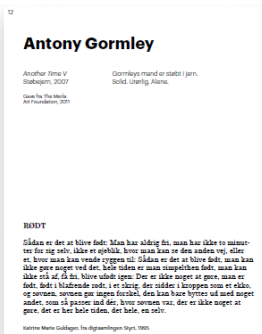 12
Antony Gormley
Another Time V
Støbejern, 2007
Gormleys mand er støbt i jern.
Solid. Urørlig. Alene.
Gave fra The Merla
Art Foundation, 2011
RØDT
Sådan er det at blive født: Man har aldrig fri, man har ikke to minut-
ter for sig selv, ikke et øjeblik, hvor man kan se den anden vej, eller
et, hvor man kan vende ryggen til: Sådan er det at blive født, man kan
ikke gøre noget ved det, hele tiden er man simpelthen født, man kan
ikke stå af, få fri, blive ufødt igen: Der er ikke noget at gøre, man er
født, født i blafrende rødt, i et skrig, der sidder i kroppen som et ekko,
og søvnen, søvnen gør ingen forskel, den kan bare byttes ud med noget
andet, som så passer ind dér, hvor søvnen var, der er ikke noget at
gøre, det er her hele tiden, det hele, en selv.
Katrine Marie Guldager, fra digtsamlingen Styrt, 1995